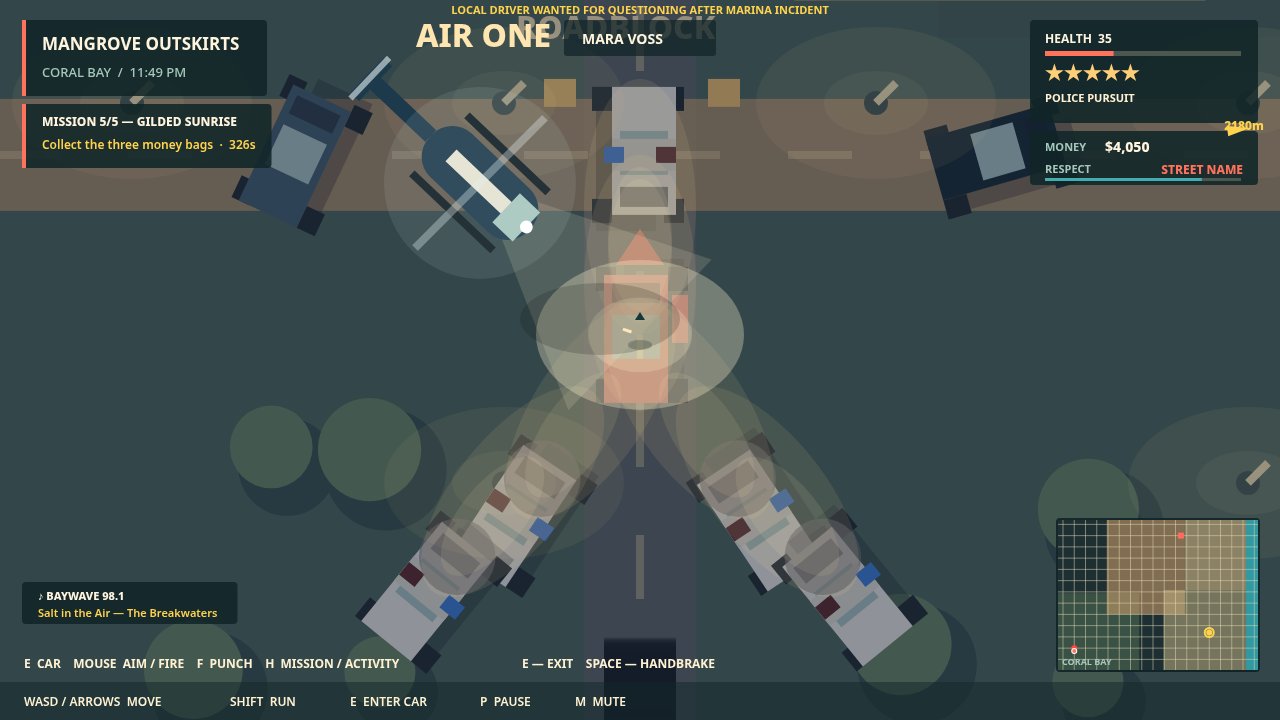 LOCAL DRIVER WANTED FOR QUESTIONING AFTER MARINA INCIDENT
ROADBLOCK
AIR ONE
MARA VOSS
MANGROVE OUTSKIRTS
CORAL BAY / 11:49 PM
MISSION 5/5 — GILDED SUNRISE
Collect the three money bags · 326s
HEALTH 35
★★★★★
POLICE PURSUIT
2180m
MONEY $4,050
RESPECT STREET NAME
♪ BAYWAVE 98.1
Salt in the Air — The Breakwaters
CORAL BAY
E CAR MOUSE AIM / FIRE F PUNCH H MISSION / ACTIVITY E — EXIT SPACE — HANDBRAKE
WASD / ARROWS MOVE SHIFT RUN E ENTER CAR P PAUSE M MUTE